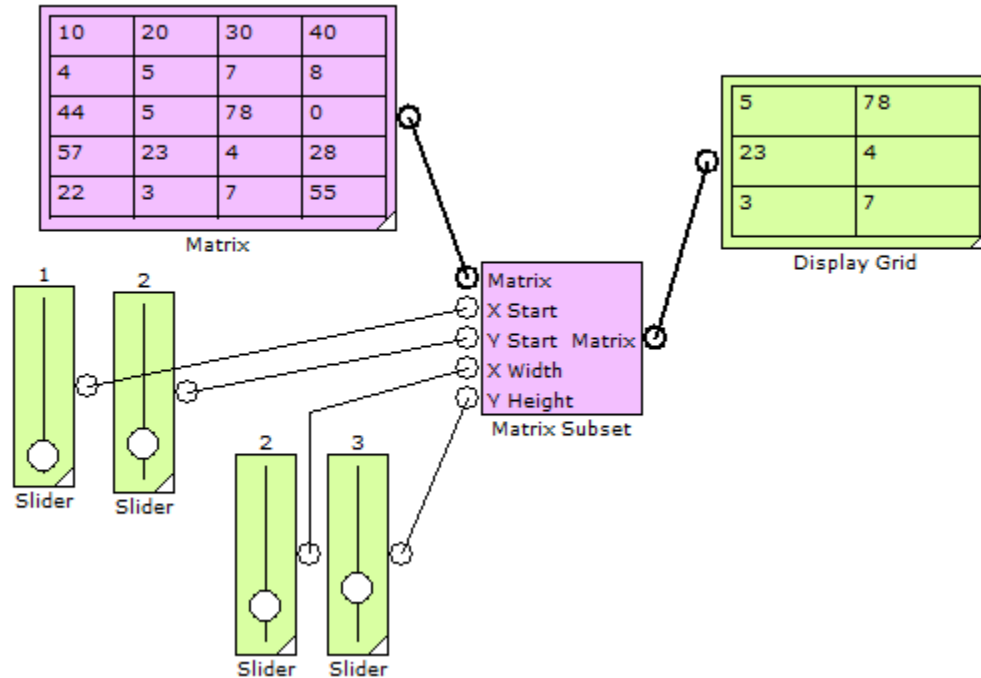 10 20 30 40
4 5 7 8
44 5 78 0
57 23 4 28
22 3 7 55
Matrix
5 78
23 4
3 7
Display Grid
Matrix
X Start
Y Start Matrix
X Width
Y Height
Matrix Subset
1
Slider
2
Slider
2
Slider
3
Slider